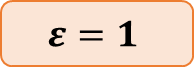 ε = 1